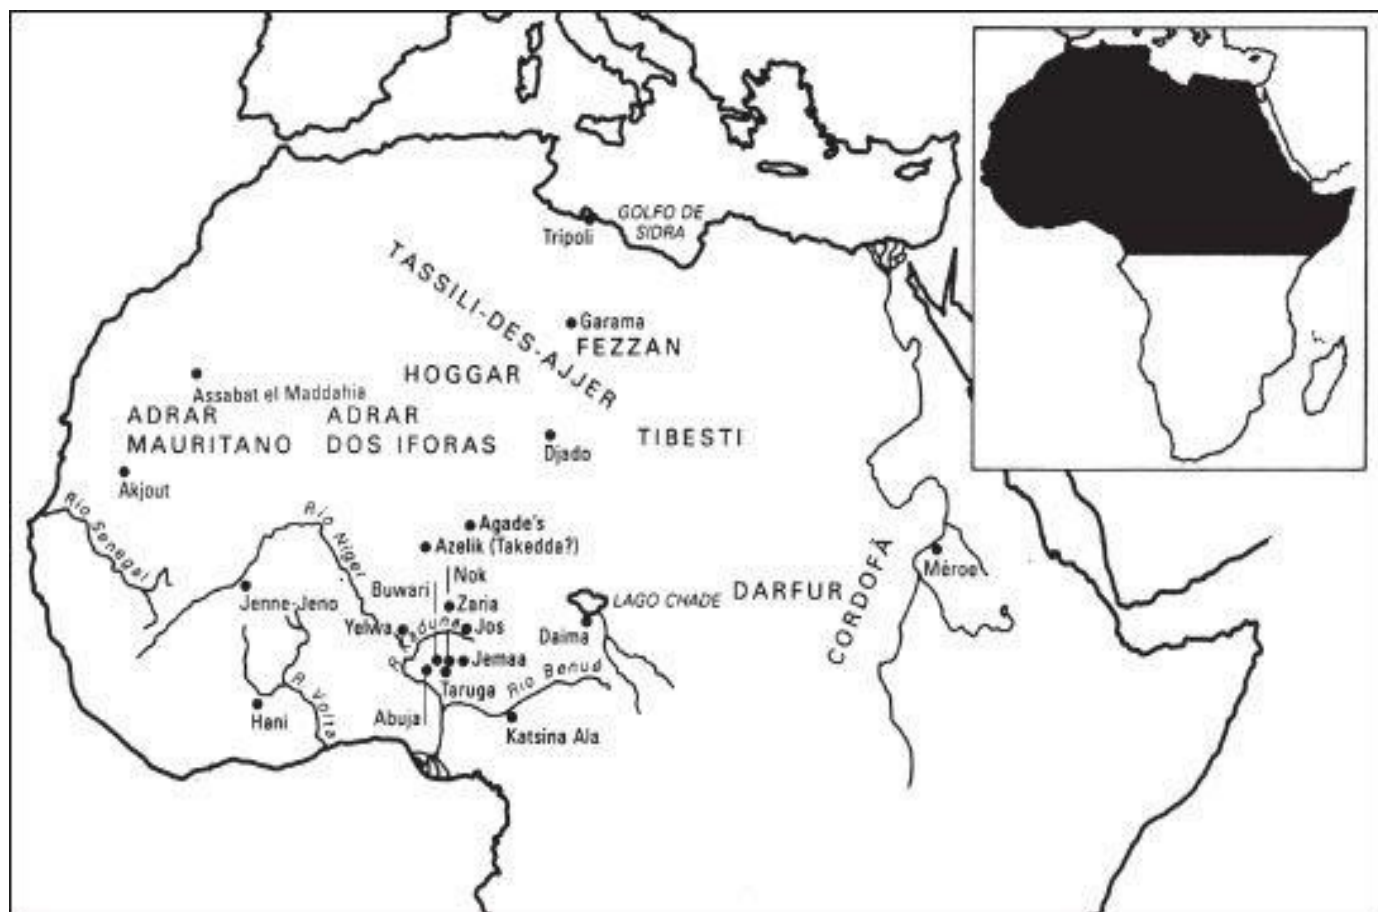 GOLFO DE
SIDRA
Tripoli
TASSILI-DES-AJJER
Garama
FEZZAN
HOGGAR
Assabat el Maddahia
ADRAR
MAURITANO
ADRAR
DOS IFORAS
TIBESTI
Djado
Akjout
Rio Senegal
Rio Niger
Agade's
Azelik (Takedda?)
Nok
Buwari
Zaria
Jenne-Jeno
LAGO CHADE
DARFUR
CORDOFÃ
Méroe
Yelwa
R. Kaduna
Jos
Daima
Jemaa
Taruga
Rio Benué
Hani
R. Volta
Abuja
Katsina Ala